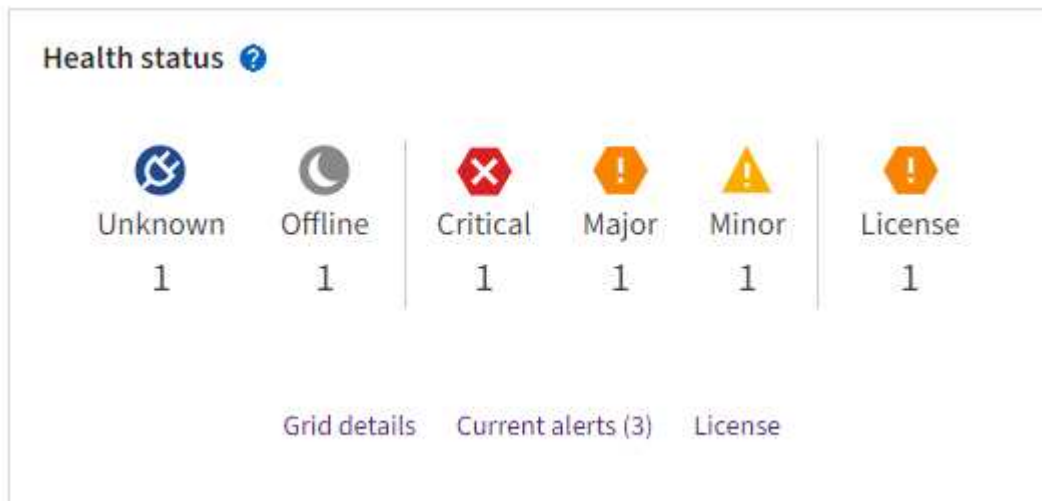 Health status ?
Unknown Offline Critical Major Minor License
1 1 1 1 1 1
Grid details Current alerts (3) License